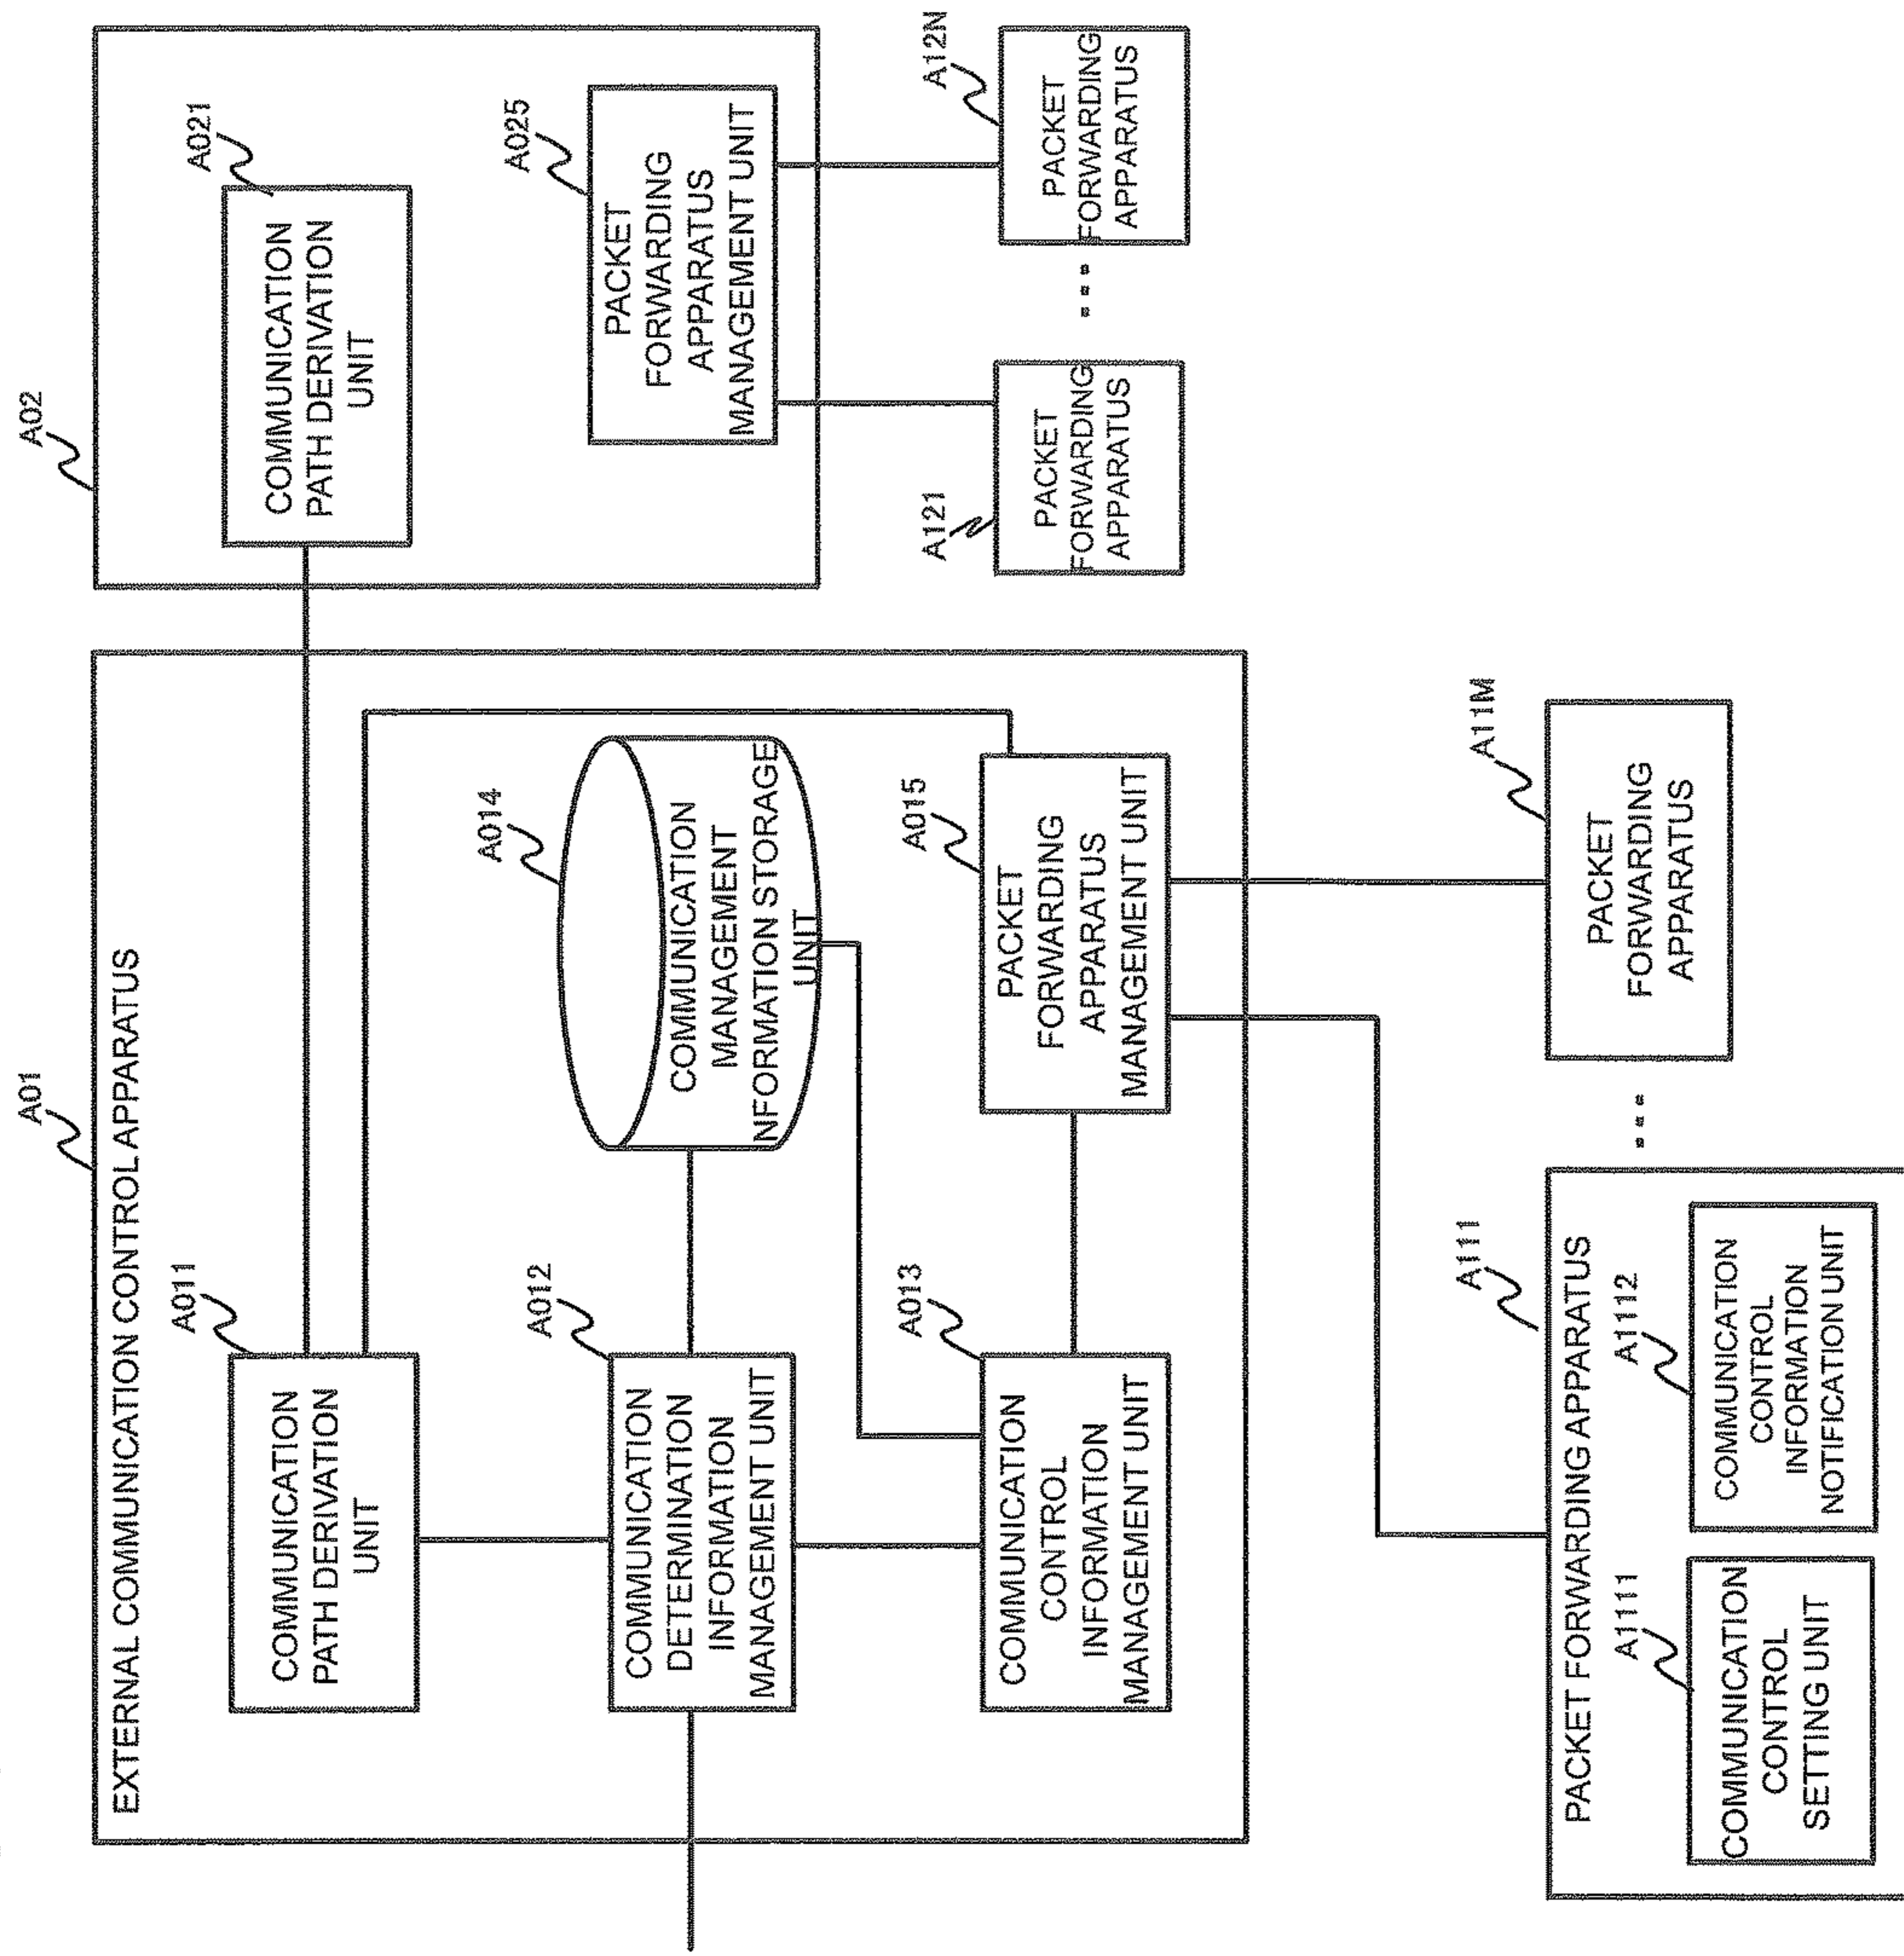 A01
EXTERNAL COMMUNICATION CONTROL APPARATUS
A011
COMMUNICATION
PATH DERIVATION
UNIT
A012
COMMUNICATION
DETERMINATION
INFORMATION
MANAGEMENT UNIT
A014
COMMUNICATION
MANAGEMENT
INFORMATION STORAGE
UNIT
A013
COMMUNICATION
CONTROL
INFORMATION
MANAGEMENT UNIT
A015
PACKET
FORWARDING
APPARATUS
MANAGEMENT UNIT
A02
A021
COMMUNICATION
PATH DERIVATION
UNIT
A025
PACKET
FORWARDING
APPARATUS
MANAGEMENT UNIT
A121
PACKET
FORWARDING
APPARATUS
...
A12N
PACKET
FORWARDING
APPARATUS
A111
PACKET FORWARDING APPARATUS
A1111
COMMUNICATION
CONTROL
SETTING UNIT
A1112
COMMUNICATION
CONTROL
INFORMATION
NOTIFICATION UNIT
...
A11M
PACKET
FORWARDING
APPARATUS